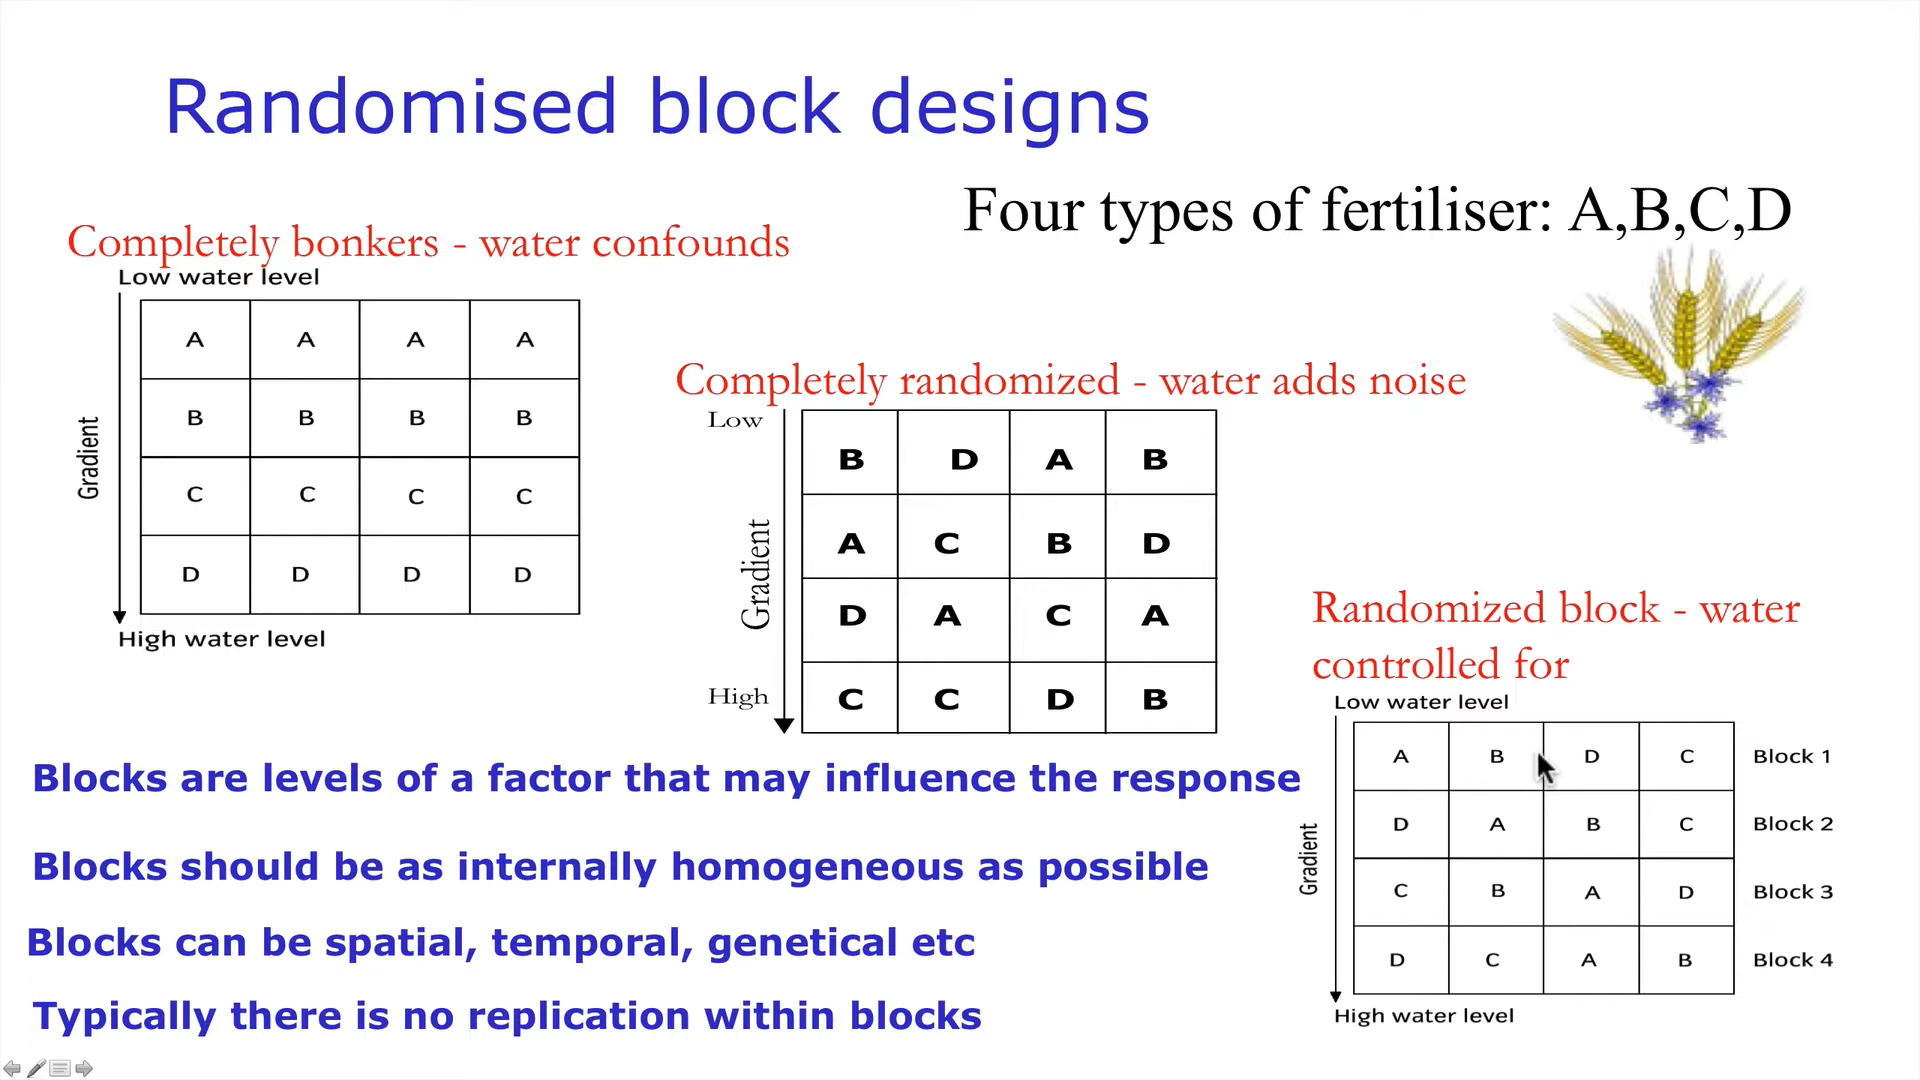 Randomised block designs
Four types of fertiliser: A,B,C,D
Completely bonkers - water confounds
Low water level
A A A A
B B B B
C C C C
D D D D
Gradient
High water level
Completely randomized - water adds noise
Low
B D A B
A C B D
D A C A
C C D B
Gradient
High
Randomized block - water
controlled for
Low water level
A B D C Block 1
D A B C Block 2
C B A D Block 3
D C A B Block 4
Gradient
High water level
Blocks are levels of a factor that may influence the response
Blocks should be as internally homogeneous as possible
Blocks can be spatial, temporal, genetical etc
Typically there is no replication within blocks